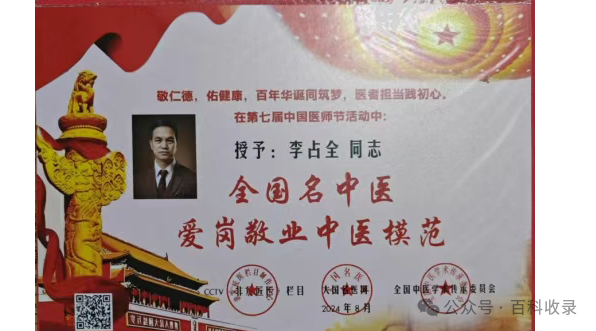 敬仁德，佑健康，百年华诞同筑梦，医者担当践初心。
在第七届中国医师节活动中：
授予：李占全 同志
全国名中医
爱岗敬业中医模范
CCTV
栏目
大国名医网
全国中医学术传承委员会
2024年8月
公众号·百科收录